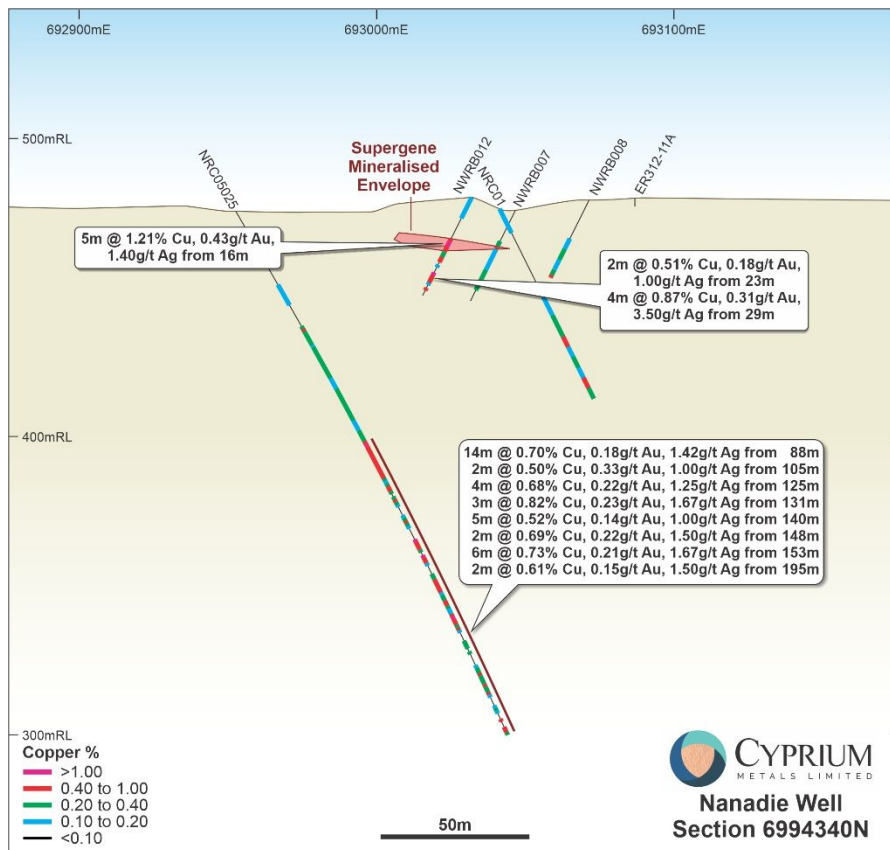 692900mE
693000mE
693100mE
500mRL
NRC05025
Supergene
Mineralised
Envelope
NWRB012
NRC01
NWRB007
NWRB008
ER312-11A
5m @ 1.21% Cu, 0.43g/t Au,
1.40g/t Ag from 16m
2m @ 0.51% Cu, 0.18g/t Au,
1.00g/t Ag from 23m
4m @ 0.87% Cu, 0.31g/t Au,
3.50g/t Ag from 29m
400mRL
14m @ 0.70% Cu, 0.18g/t Au, 1.42g/t Ag from 88m
2m @ 0.50% Cu, 0.33g/t Au, 1.00g/t Ag from 105m
4m @ 0.68% Cu, 0.22g/t Au, 1.25g/t Ag from 125m
3m @ 0.82% Cu, 0.23g/t Au, 1.67g/t Ag from 131m
5m @ 0.52% Cu, 0.14g/t Au, 1.00g/t Ag from 140m
2m @ 0.69% Cu, 0.22g/t Au, 1.50g/t Ag from 148m
6m @ 0.73% Cu, 0.21g/t Au, 1.67g/t Ag from 153m
2m @ 0.61% Cu, 0.15g/t Au, 1.50g/t Ag from 195m
300mRL
Copper %
>1.00
0.40 to 1.00
0.20 to 0.40
0.10 to 0.20
<0.10
50m
CYPRIUM
METALS LIMITED
Nanadie Well
Section 6994340N